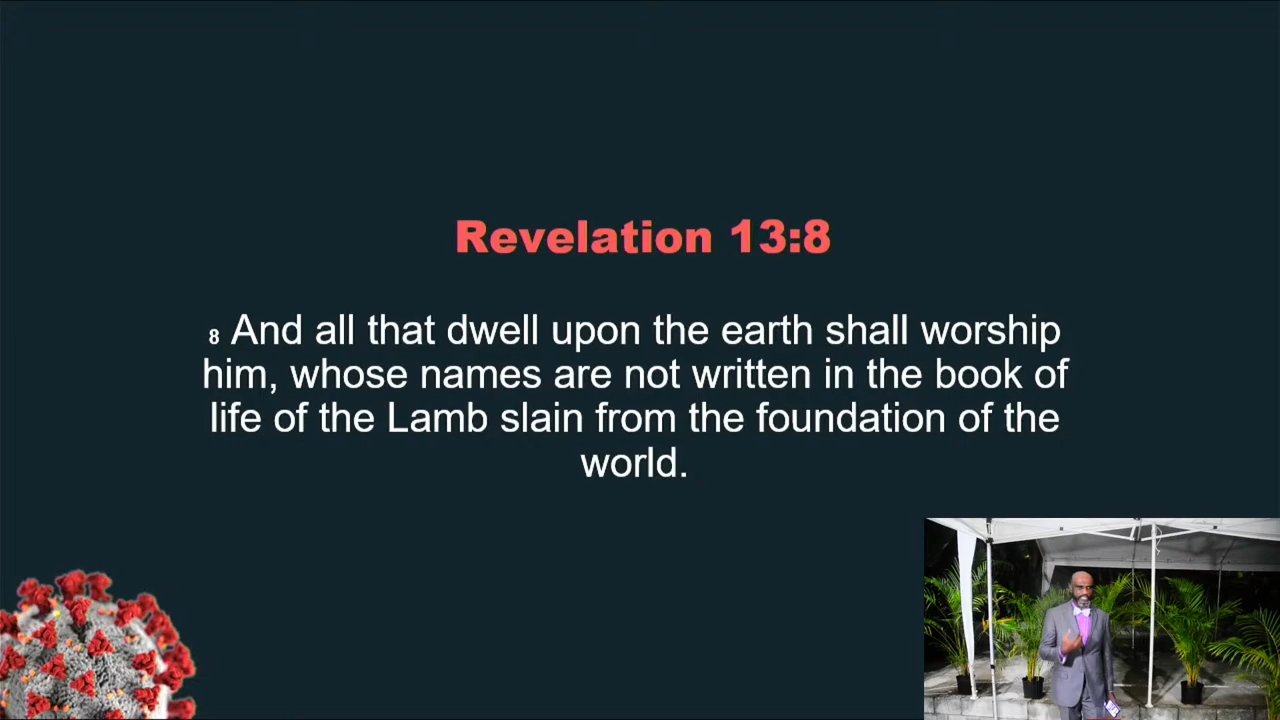 Revelation 13:8
8 And all that dwell upon the earth shall worship
him, whose names are not written in the book of
life of the Lamb slain from the foundation of the
world.